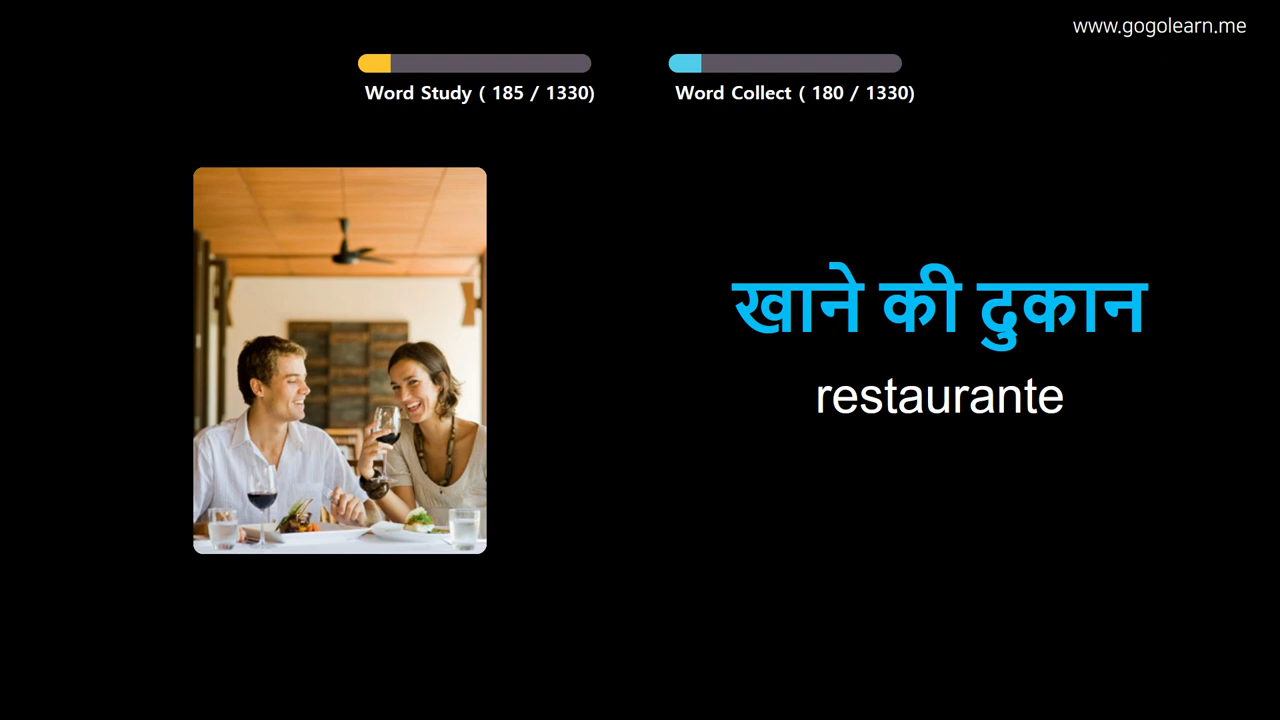 www.gogolearn.me
Word Study ( 185 / 1330)
Word Collect ( 180 / 1330)
खाने की दुकान
restaurante